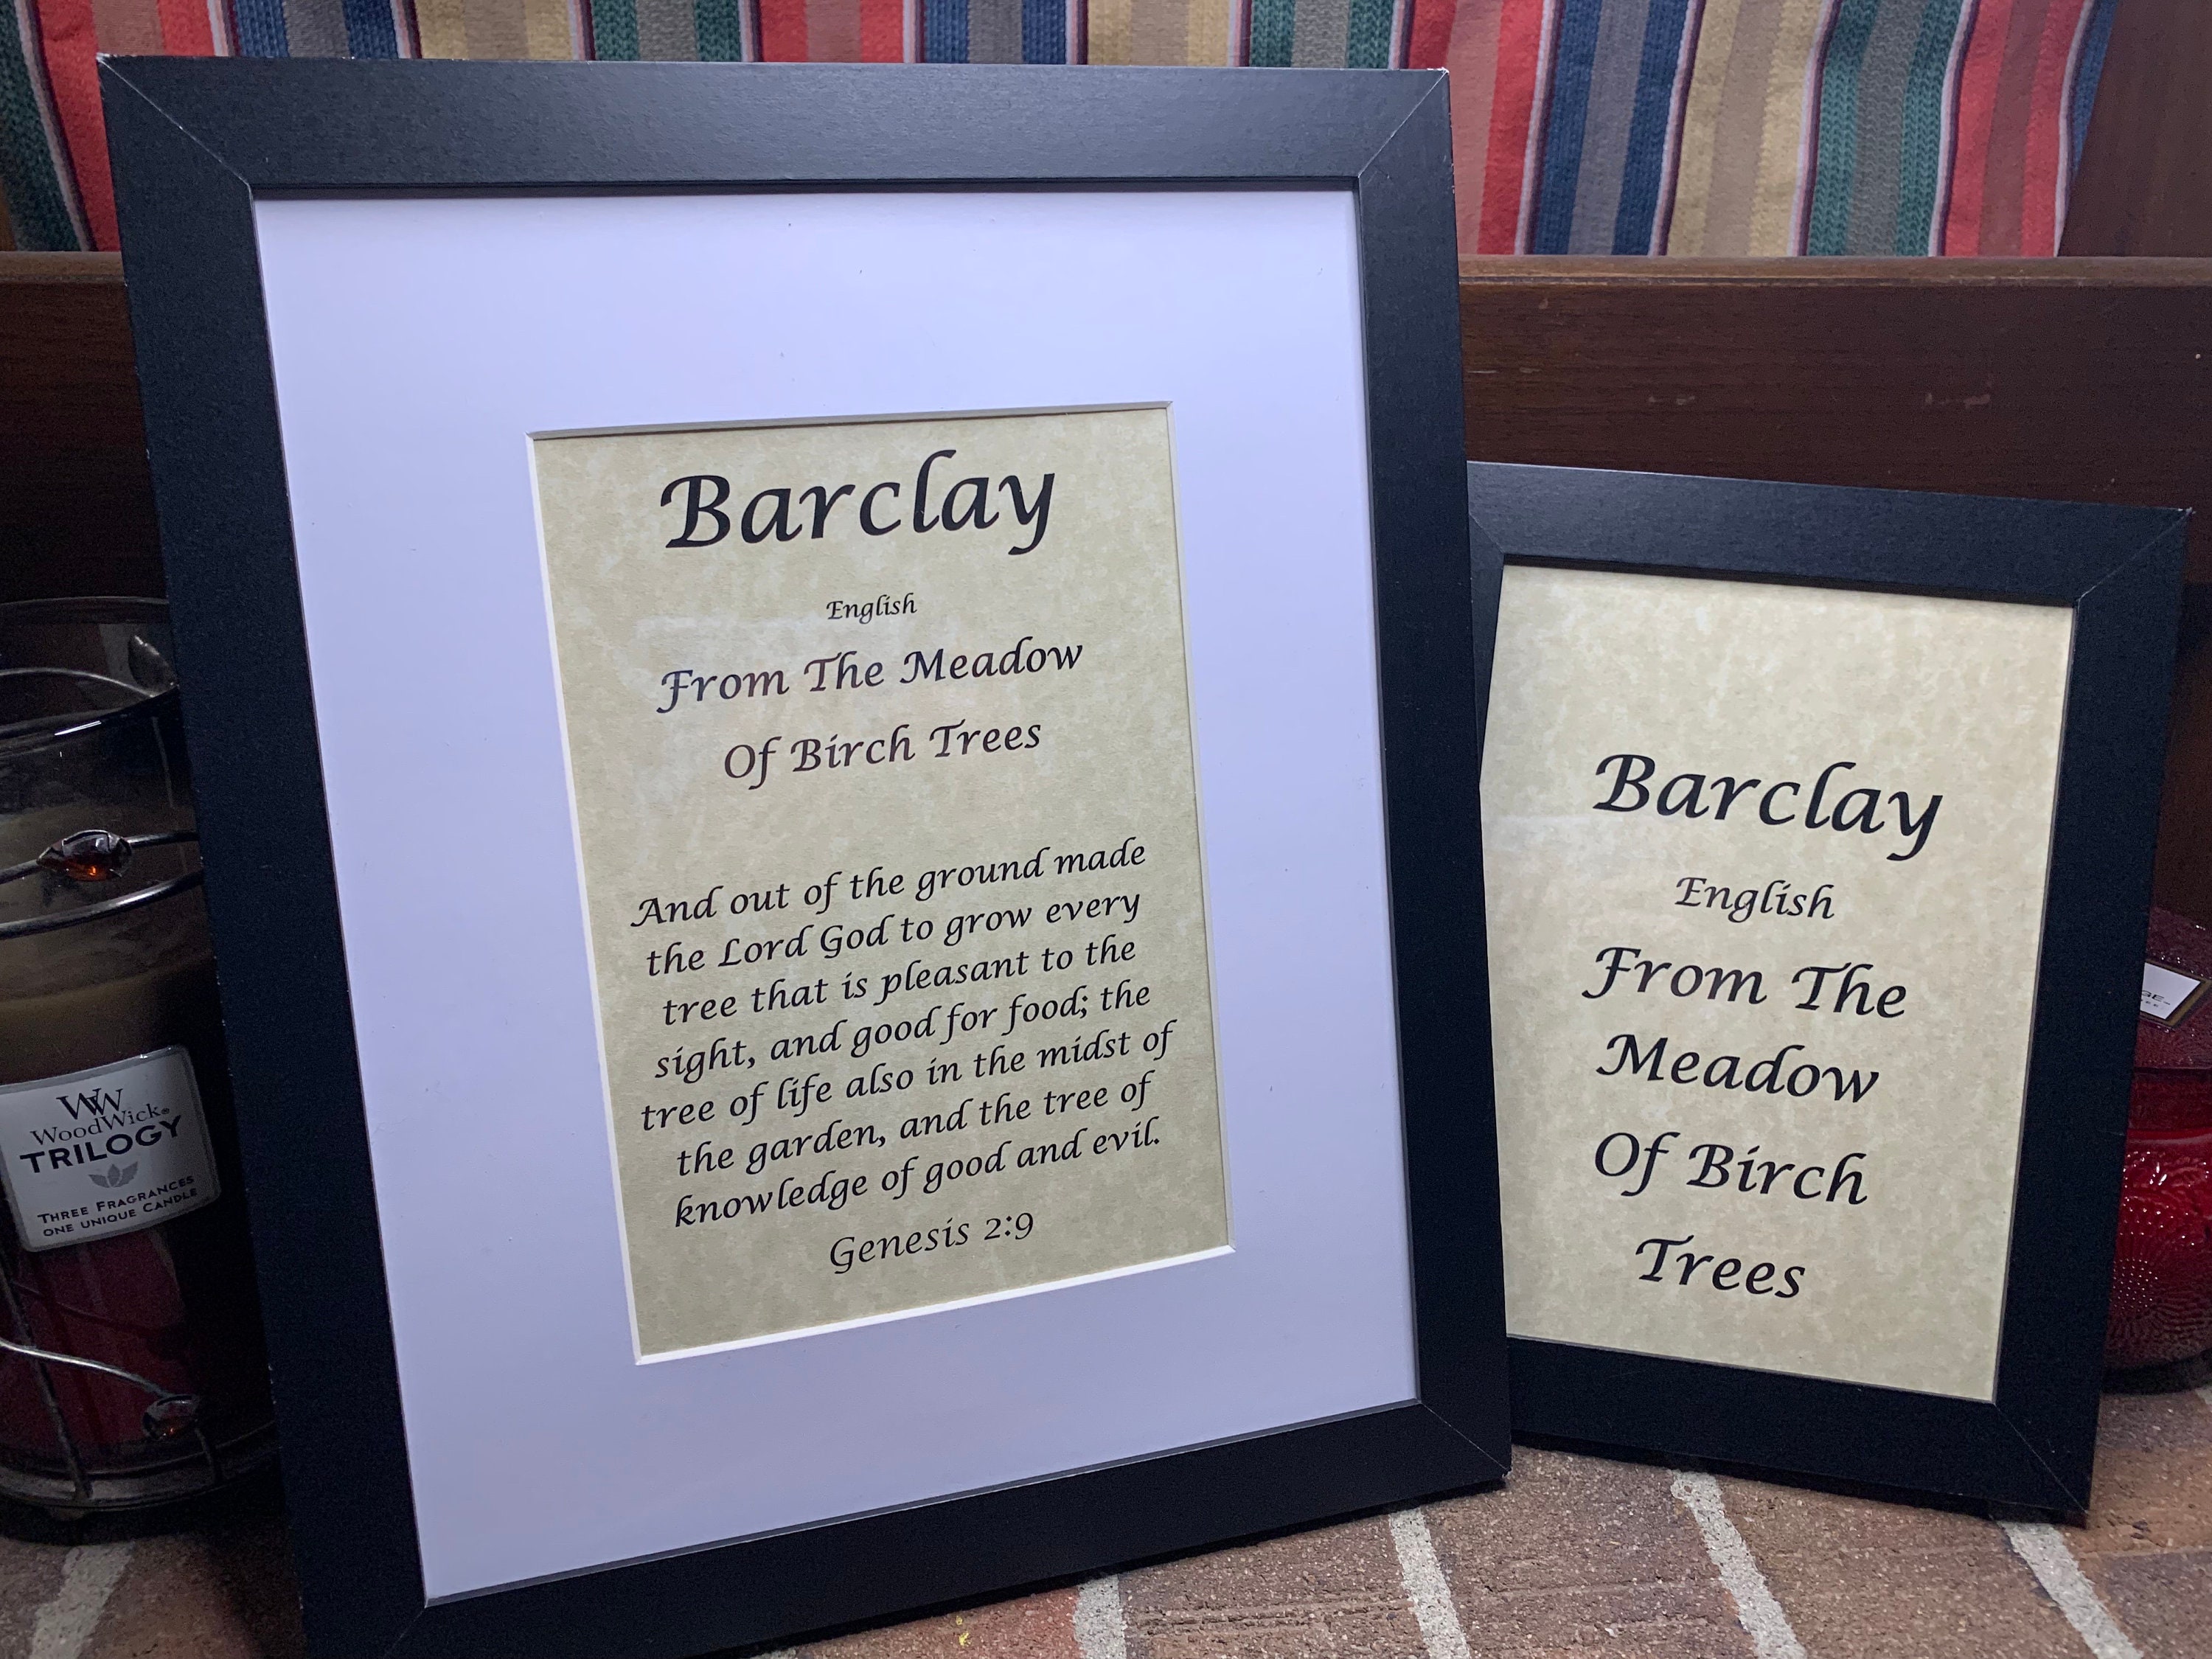 Barclay
English
From The Meadow
Of Birch Trees
And out of the ground made
the Lord God to grow every
tree that is pleasant to the
sight, and good for food; the
tree of life also in the midst of
the garden, and the tree of
knowledge of good and evil.
Genesis 2:9
Barclay
English
From The
Meadow
Of Birch
Trees
WW
WoodWick®
TRILOGY
THREE FRAGRANCES
ONE UNIQUE CANDLE